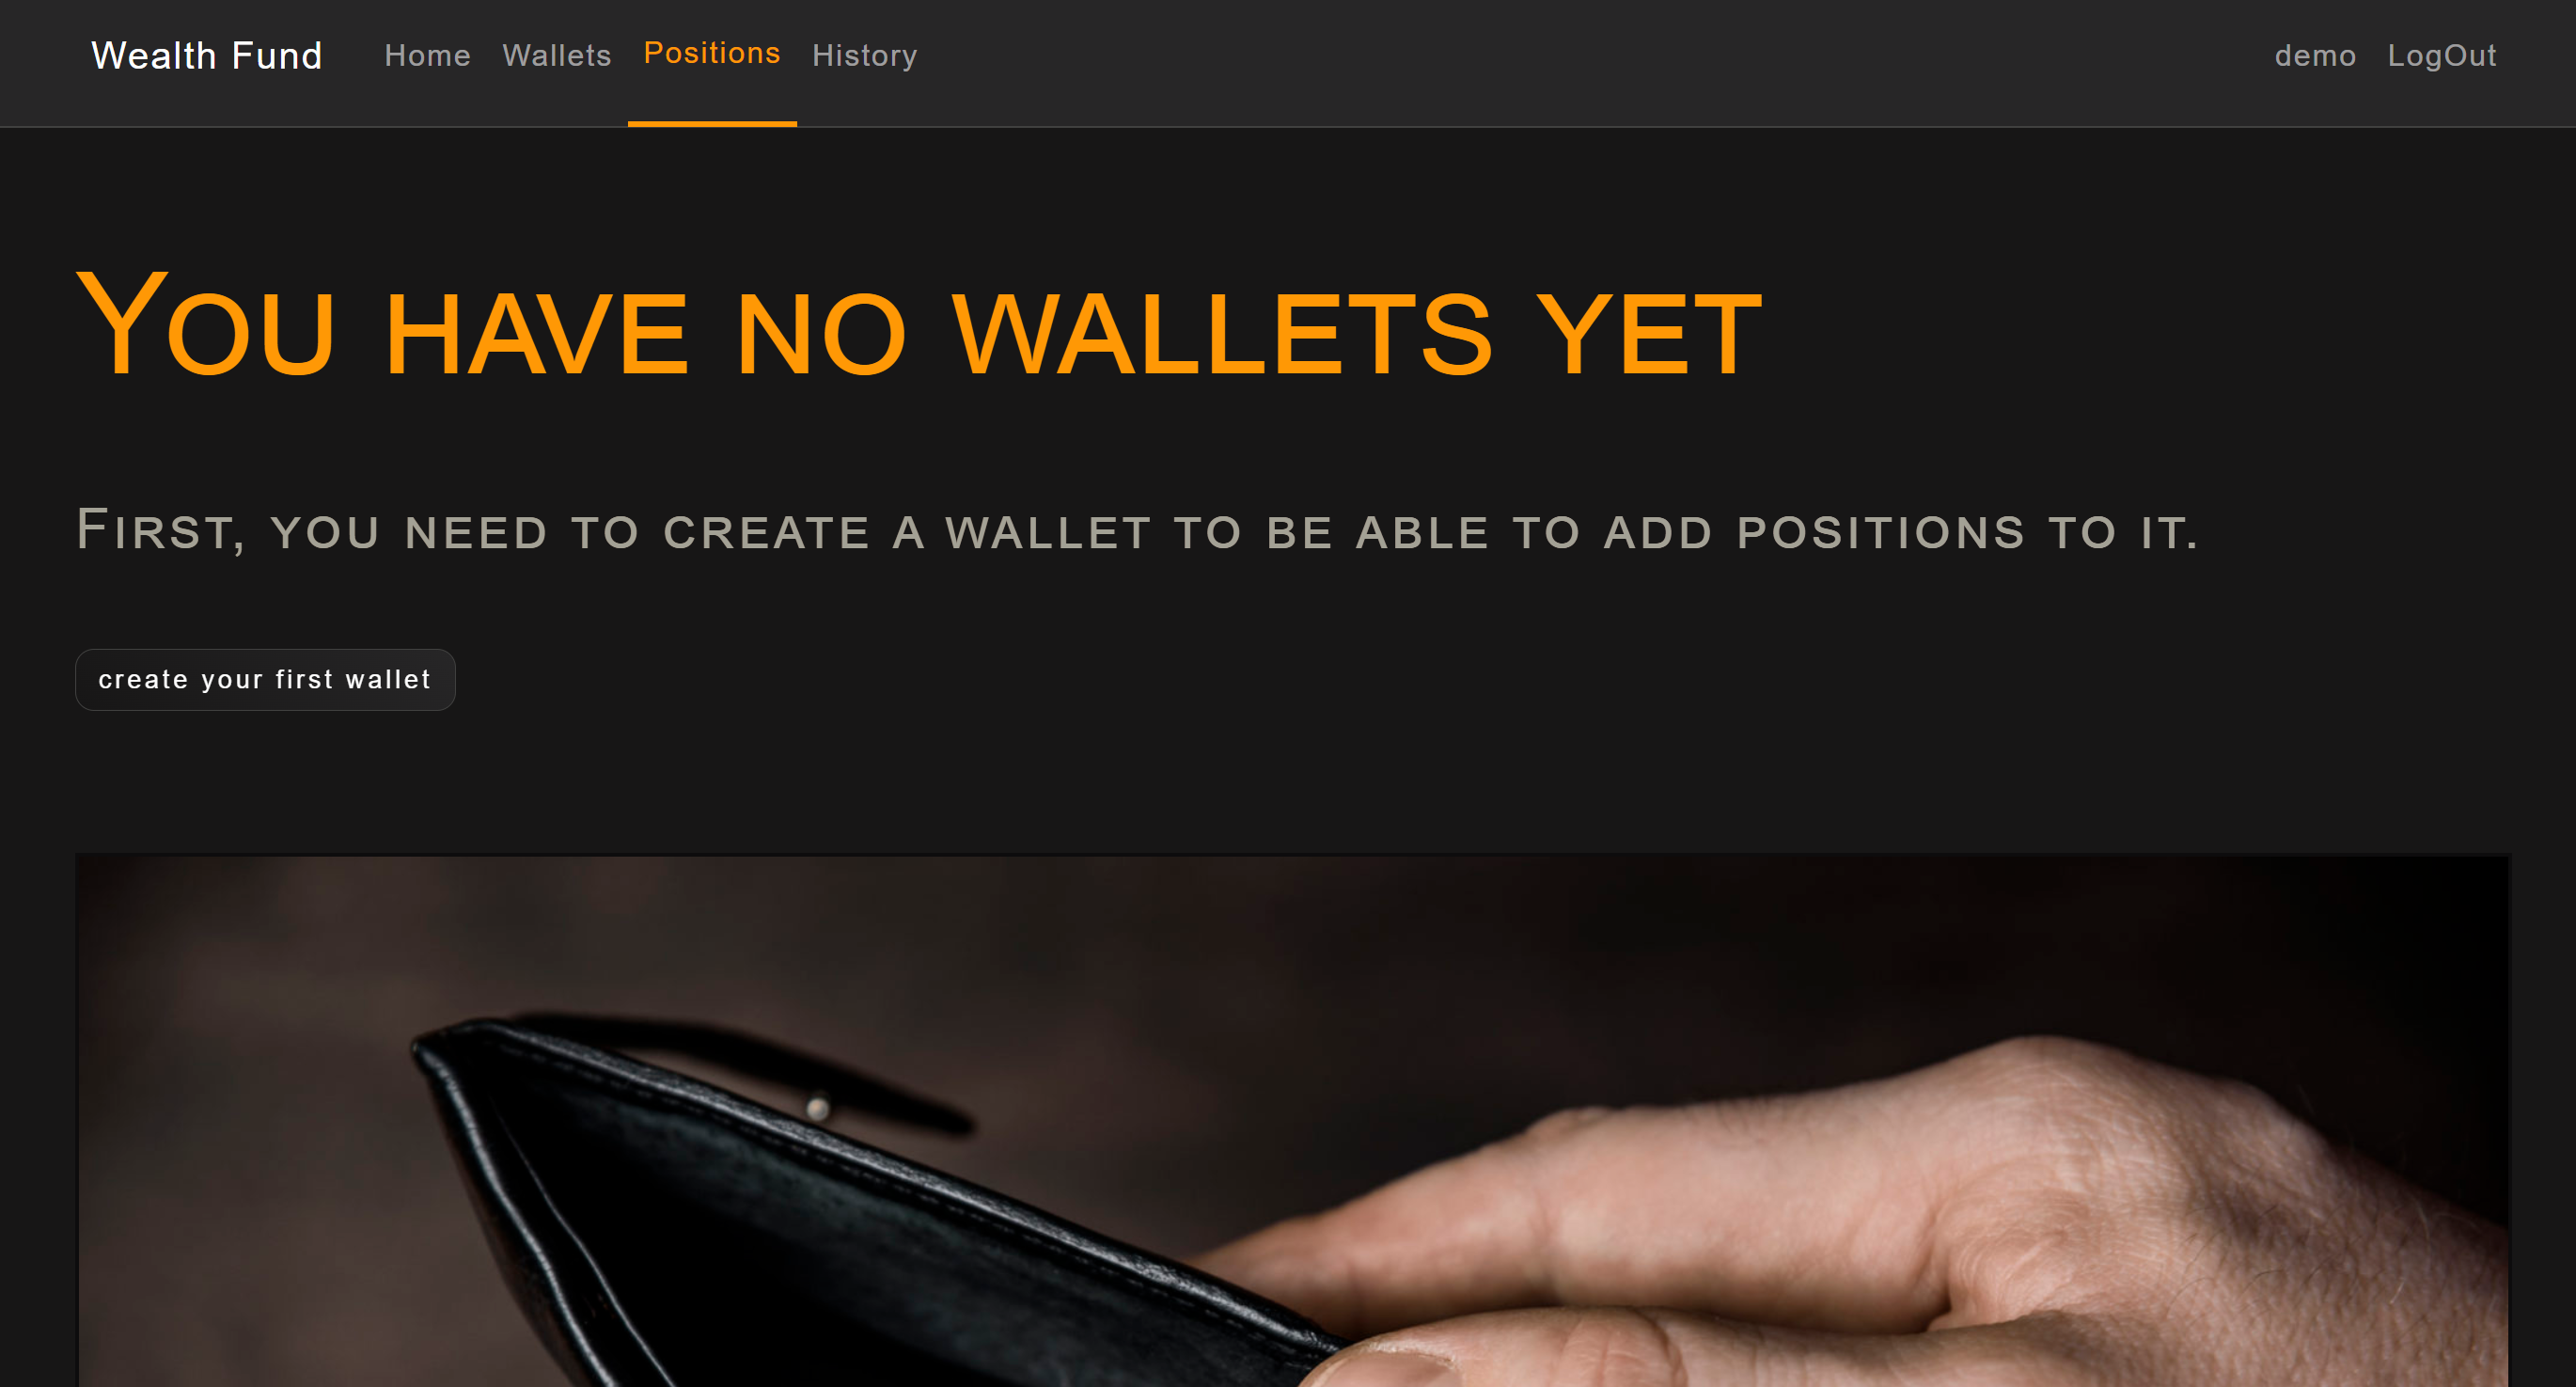 Wealth Fund Home Wallets Positions History demo LogOut
You have no wallets yet
First, you need to create a wallet to be able to add positions to it.
create your first wallet